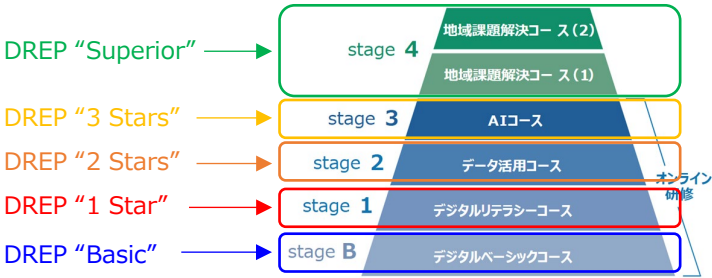 DREP “Superior”
stage 4
地域課題解決コース(2)
地域課題解決コース(1)
DREP “3 Stars”
stage 3
AIコース
DREP “2 Stars”
stage 2
データ活用コース
オンライン
研修
DREP “1 Star”
stage 1
デジタルリテラシーコース
DREP “Basic”
stage B
デジタルベーシックコース